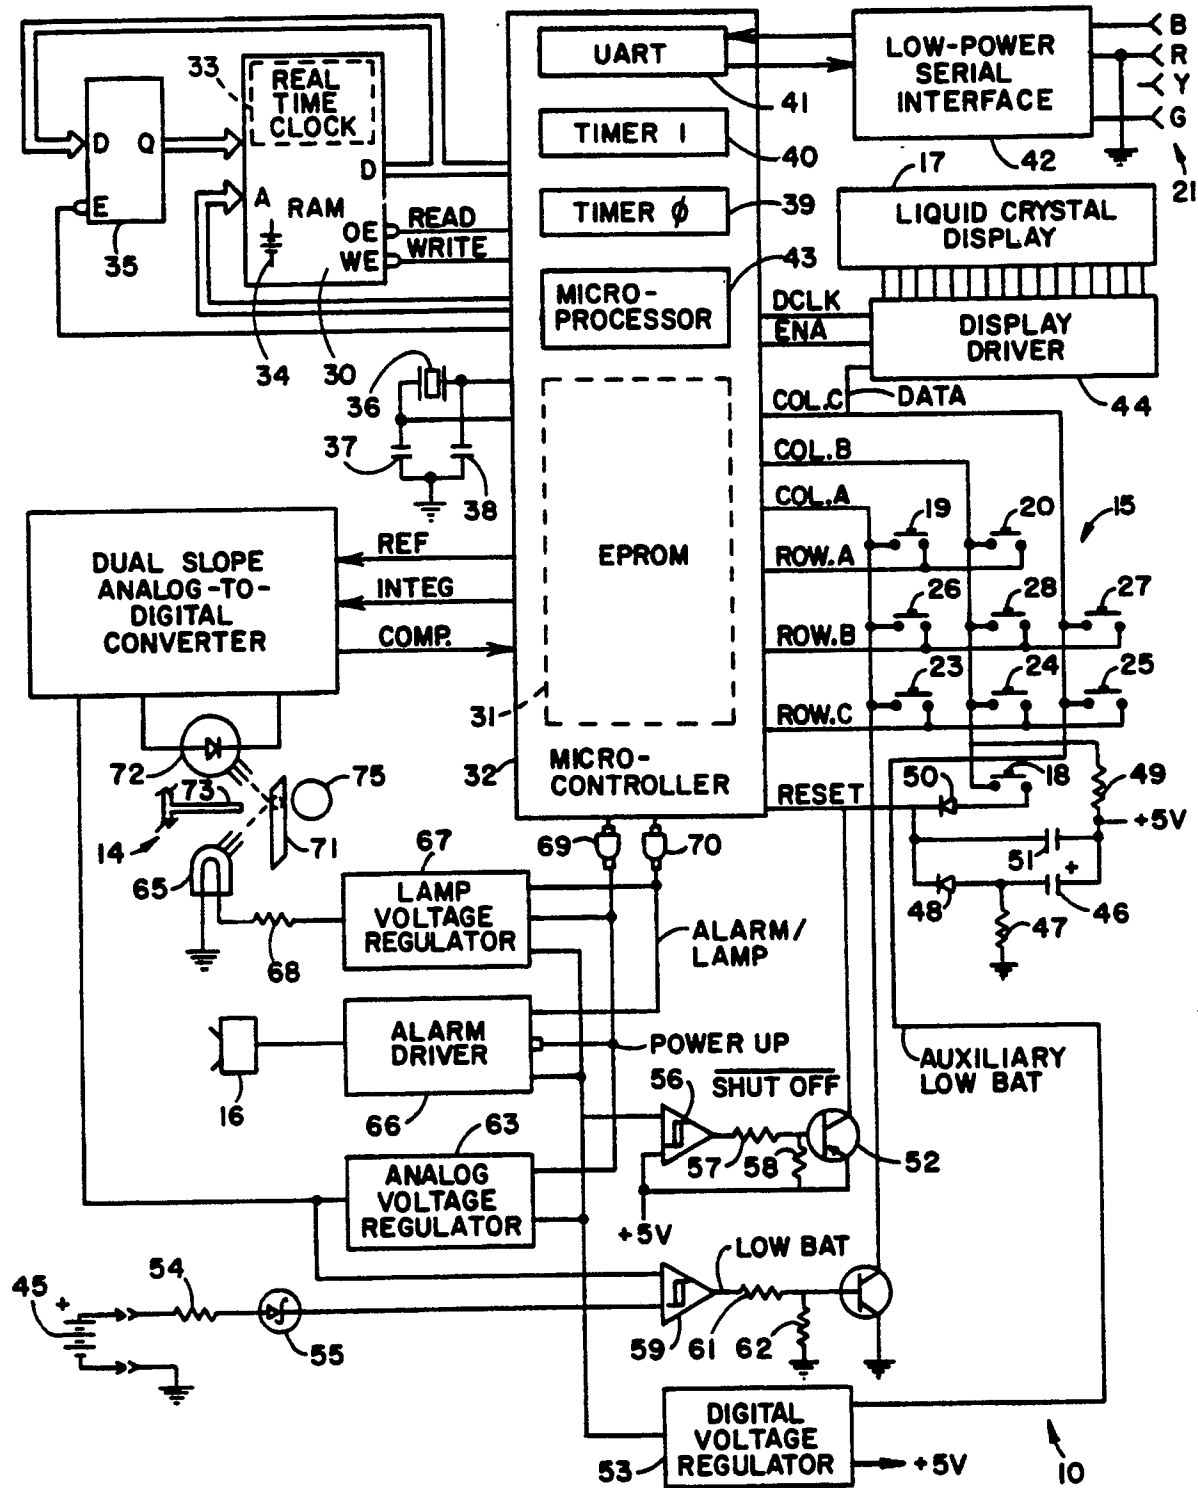 33
REAL
TIME
CLOCK
D
Q
E
35
D
A
RAM
OE
WE
READ
WRITE
34
30
UART
41
TIMER 1
40
TIMER φ
39
MICRO-
PROCESSOR
43
LOW-POWER
SERIAL
INTERFACE
42
B
R
Y
G
21
17
LIQUID CRYSTAL
DISPLAY
DCLK
ENA
DISPLAY
DRIVER
44
COL.C
DATA
COL.B
COL.A
36
37
38
19
20
15
ROW.A
26
28
27
ROW.B
23
24
25
ROW.C
EPROM
31
MICRO-
CONTROLLER
32
DUAL SLOPE
ANALOG-TO-
DIGITAL
CONVERTER
REF
INTEG
COMP.
72
73
75
14
71
65
68
67
69
70
LAMP
VOLTAGE
REGULATOR
ALARM/
LAMP
RESET
50
18
49
+5V
51
+
48
46
47
ALARM
DRIVER
16
66
POWER UP
SHUT OFF
AUXILIARY
LOW BAT
56
57
58
52
+5V
63
ANALOG
VOLTAGE
REGULATOR
LOW BAT
45
+
54
55
59
61
62
DIGITAL
VOLTAGE
REGULATOR
53
+5V
10